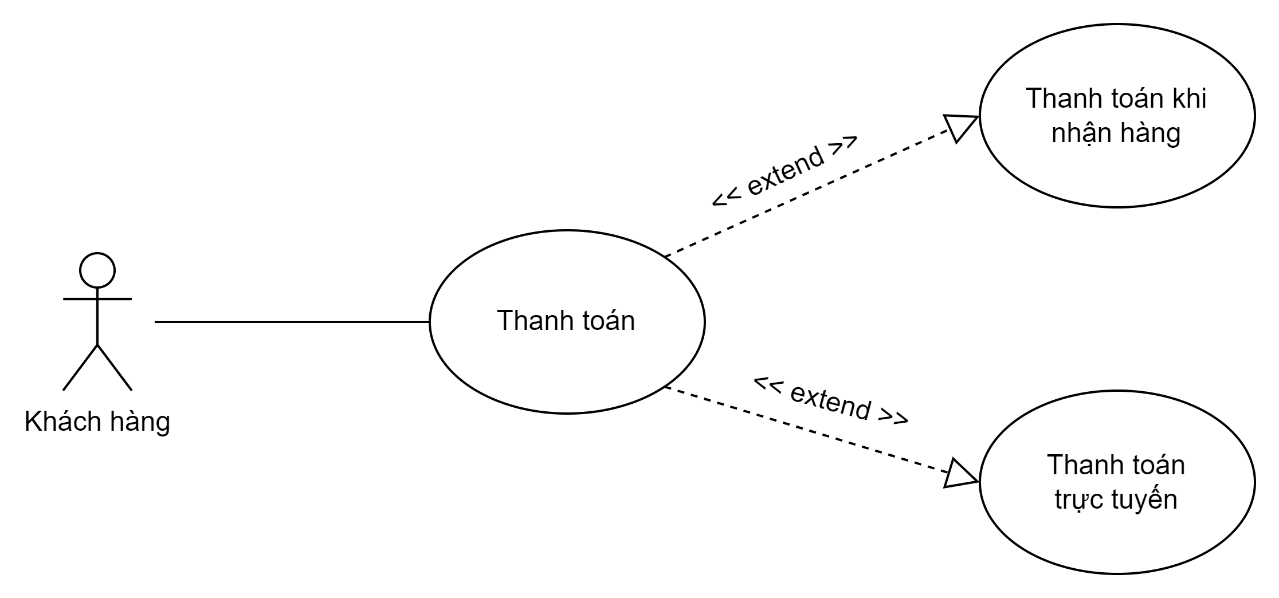 Thanh toán khi
nhận hàng
<< extend >>
Thanh toán
Khách hàng
<< extend >>
Thanh toán
trực tuyến